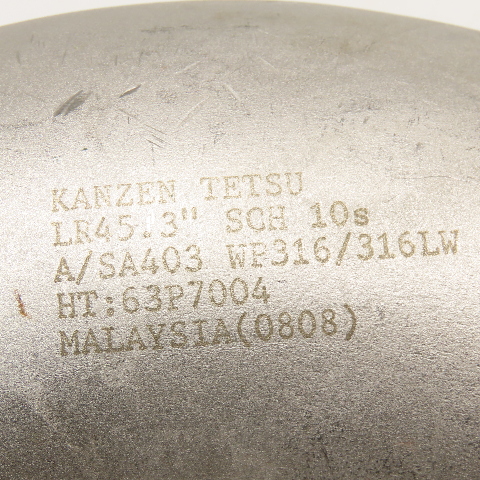 KANZEN TETSU
LR45.3" SCH 10s
A/SA403 WP316/316LW
HT:63P7004
MALAYSIA(0808)